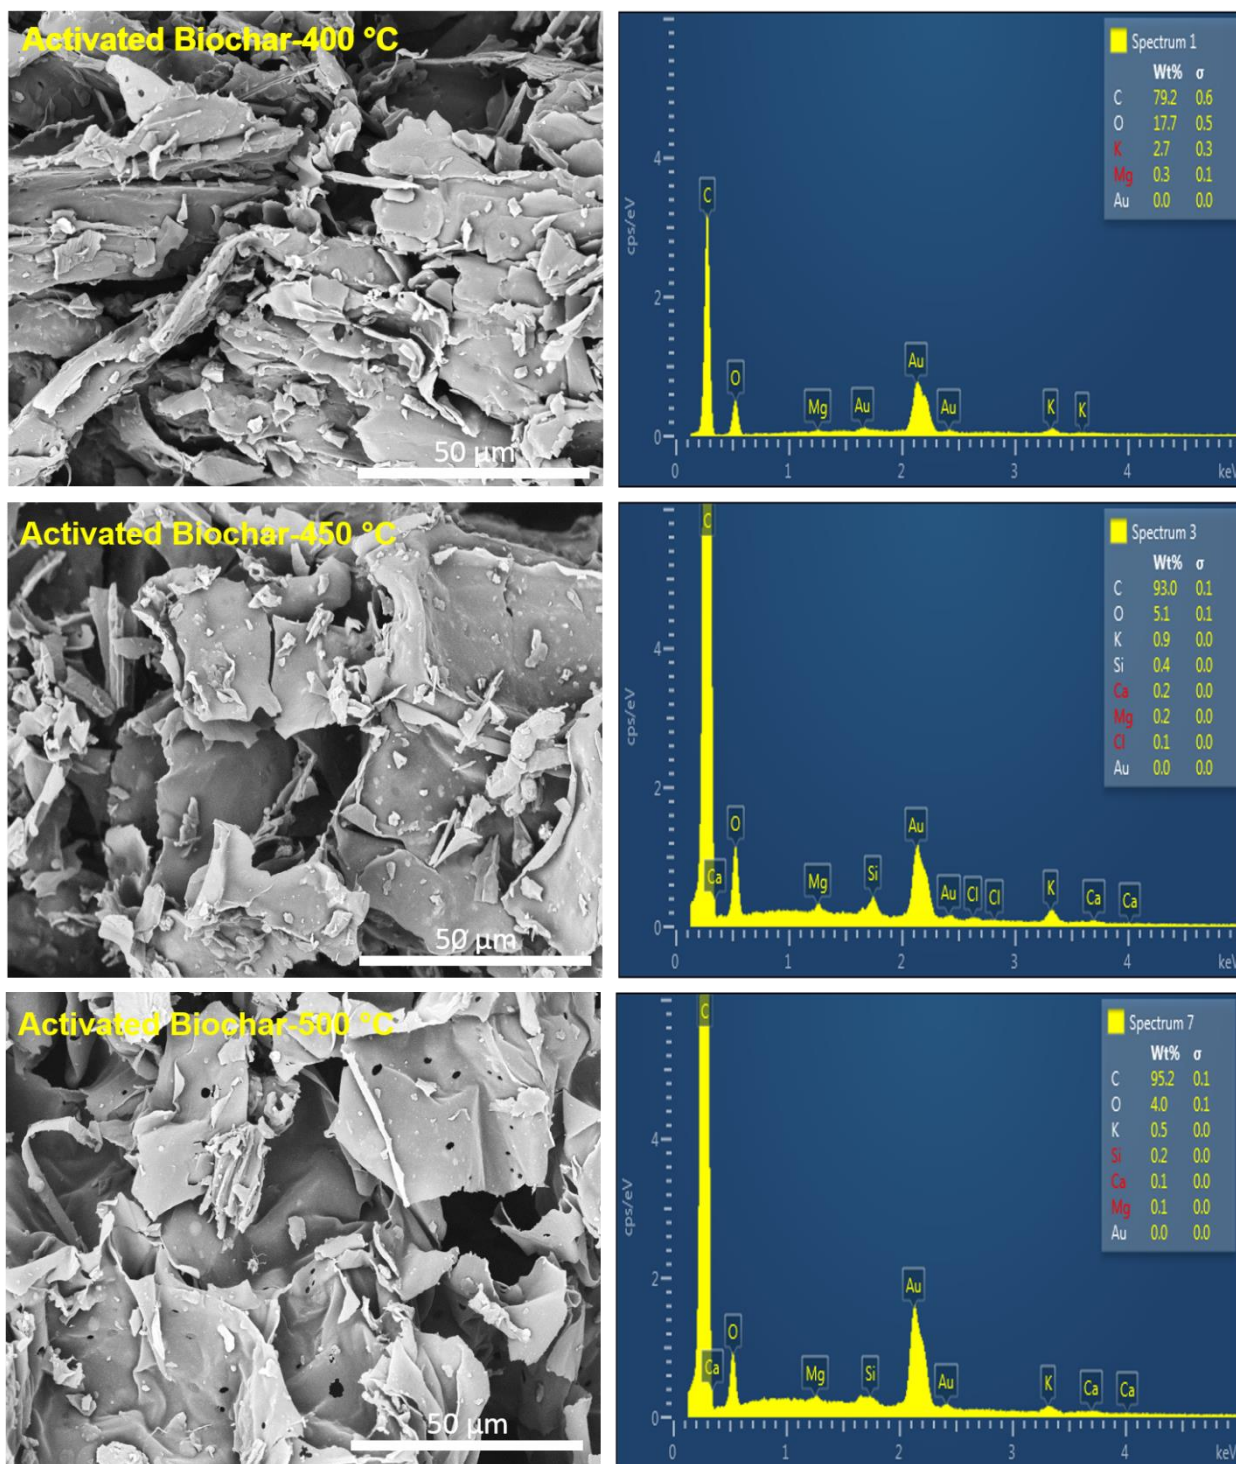 Activated Biochar-400 °C
50 µm
Spectrum 1
Wt% σ
C 79.2 0.6
O 17.7 0.5
K 2.7 0.3
Mg 0.3 0.1
Au 0.0 0.0
cps/eV
4
2
0
C
O
Mg
Au
Au
Au
K
K
0 1 2 3 4 keV
Activated Biochar-450 °C
50 µm
Spectrum 3
Wt% σ
C 93.0 0.1
O 5.1 0.1
K 0.9 0.0
Si 0.4 0.0
Ca 0.2 0.0
Mg 0.2 0.0
Cl 0.1 0.0
Au 0.0 0.0
cps/eV
4
2
0
C
Ca
O
Mg
Si
Au
Au
Cl
Cl
K
Ca
Ca
0 1 2 3 4 keV
Activated Biochar-500 °C
50 µm
Spectrum 7
Wt% σ
C 95.2 0.1
O 4.0 0.1
K 0.5 0.0
Si 0.2 0.0
Ca 0.1 0.0
Mg 0.1 0.0
Au 0.0 0.0
cps/eV
4
2
0
C
Ca
O
Mg
Si
Au
Au
K
Ca
Ca
0 1 2 3 4 keV